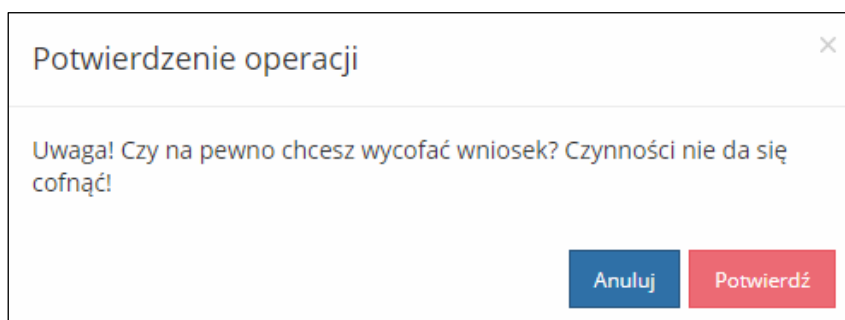 Potwierdzenie operacji
Uwaga! Czy na pewno chcesz wycofać wniosek? Czynności nie da się
cofnąć!
Anuluj Potwierdź